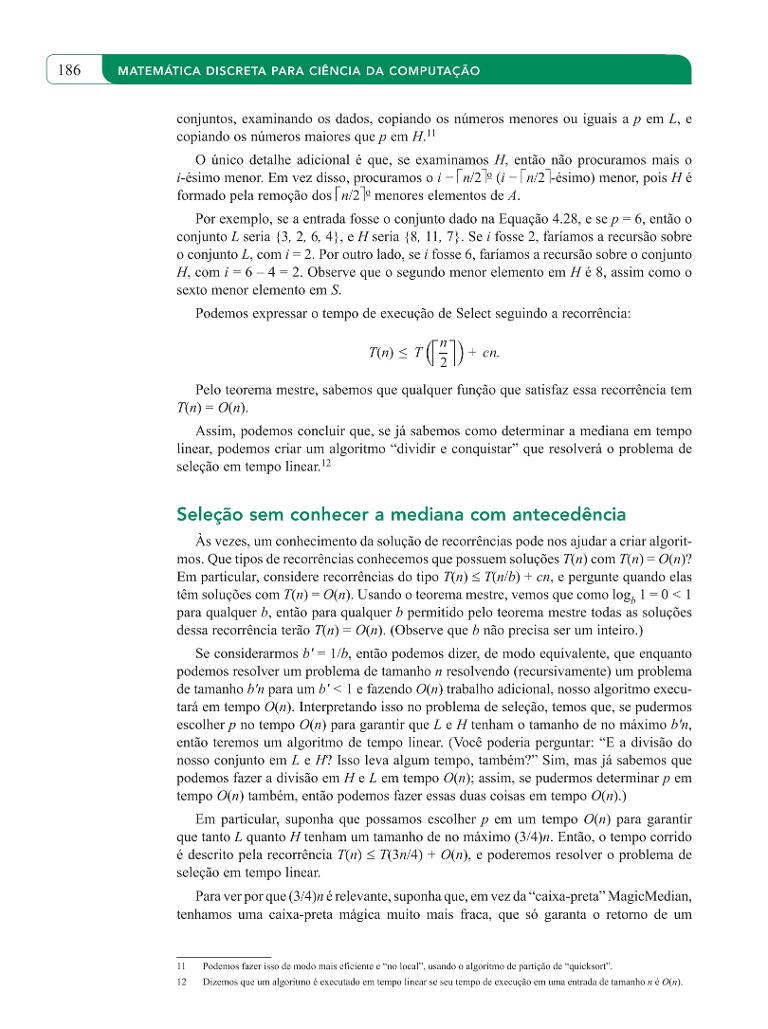 186
MATEMÁTICA DISCRETA PARA CIÊNCIA DA COMPUTAÇÃO
conjuntos, examinando os dados, copiando os números menores ou iguais a p em L, e
copiando os números maiores que p em H.¹¹
O único detalhe adicional é que, se examinamos H, então não procuramos mais o
i-ésimo menor. Em vez disso, procuramos o i − ⌈n/2⌉º (i − ⌈n/2⌉-ésimo) menor, pois H é
formado pela remoção dos ⌈n/2⌉º menores elementos de A.
Por exemplo, se a entrada fosse o conjunto dado na Equação 4.28, e se p = 6, então o
conjunto L seria {3, 2, 6, 4}, e H seria {8, 11, 7}. Se i fosse 2, faríamos a recursão sobre
o conjunto L, com i = 2. Por outro lado, se i fosse 6, faríamos a recursão sobre o conjunto
H, com i = 6 – 4 = 2. Observe que o segundo menor elemento em H é 8, assim como o
sexto menor elemento em S.
Podemos expressar o tempo de execução de Select seguindo a recorrência:
T(n) ≤ T(⌈n/2⌉) + cn.
Pelo teorema mestre, sabemos que qualquer função que satisfaz essa recorrência tem
T(n) = O(n).
Assim, podemos concluir que, se já sabemos como determinar a mediana em tempo
linear, podemos criar um algoritmo “dividir e conquistar” que resolverá o problema de
seleção em tempo linear.¹²
Seleção sem conhecer a mediana com antecedência
Às vezes, um conhecimento da solução de recorrências pode nos ajudar a criar algorit-
mos. Que tipos de recorrências conhecemos que possuem soluções T(n) com T(n) = O(n)?
Em particular, considere recorrências do tipo T(n) ≤ T(n/b) + cn, e pergunte quando elas
têm soluções com T(n) = O(n). Usando o teorema mestre, vemos que como log_b 1 = 0 < 1
para qualquer b, então para qualquer b permitido pelo teorema mestre todas as soluções
dessa recorrência terão T(n) = O(n). (Observe que b não precisa ser um inteiro.)
Se considerarmos b' = 1/b, então podemos dizer, de modo equivalente, que enquanto
podemos resolver um problema de tamanho n resolvendo (recursivamente) um problema
de tamanho b'n para um b' < 1 e fazendo O(n) trabalho adicional, nosso algoritmo execu-
tará em tempo O(n). Interpretando isso no problema de seleção, temos que, se pudermos
escolher p no tempo O(n) para garantir que L e H tenham o tamanho de no máximo b'n,
então teremos um algoritmo de tempo linear. (Você poderia perguntar: “E a divisão do
nosso conjunto em L e H? Isso leva algum tempo, também?” Sim, mas já sabemos que
podemos fazer a divisão em H e L em tempo O(n); assim, se pudermos determinar p em
tempo O(n) também, então podemos fazer essas duas coisas em tempo O(n).)
Em particular, suponha que possamos escolher p em um tempo O(n) para garantir
que tanto L quanto H tenham um tamanho de no máximo (3/4)n. Então, o tempo corrido
é descrito pela recorrência T(n) ≤ T(3n/4) + O(n), e poderemos resolver o problema de
seleção em tempo linear.
Para ver por que (3/4)n é relevante, suponha que, em vez da “caixa-preta” MagicMedian,
tenhamos uma caixa-preta mágica muito mais fraca, que só garanta o retorno de um
11 Podemos fazer isso de modo mais eficiente e “no local”, usando o algoritmo de partição de “quicksort”.
12 Dizemos que um algoritmo é executado em tempo linear se seu tempo de execução em uma entrada de tamanho n é O(n).